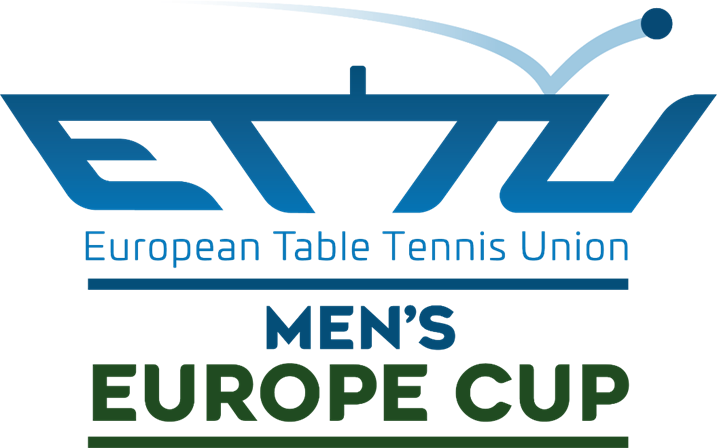 ETTU
European Table Tennis Union
MEN'S
EUROPE CUP